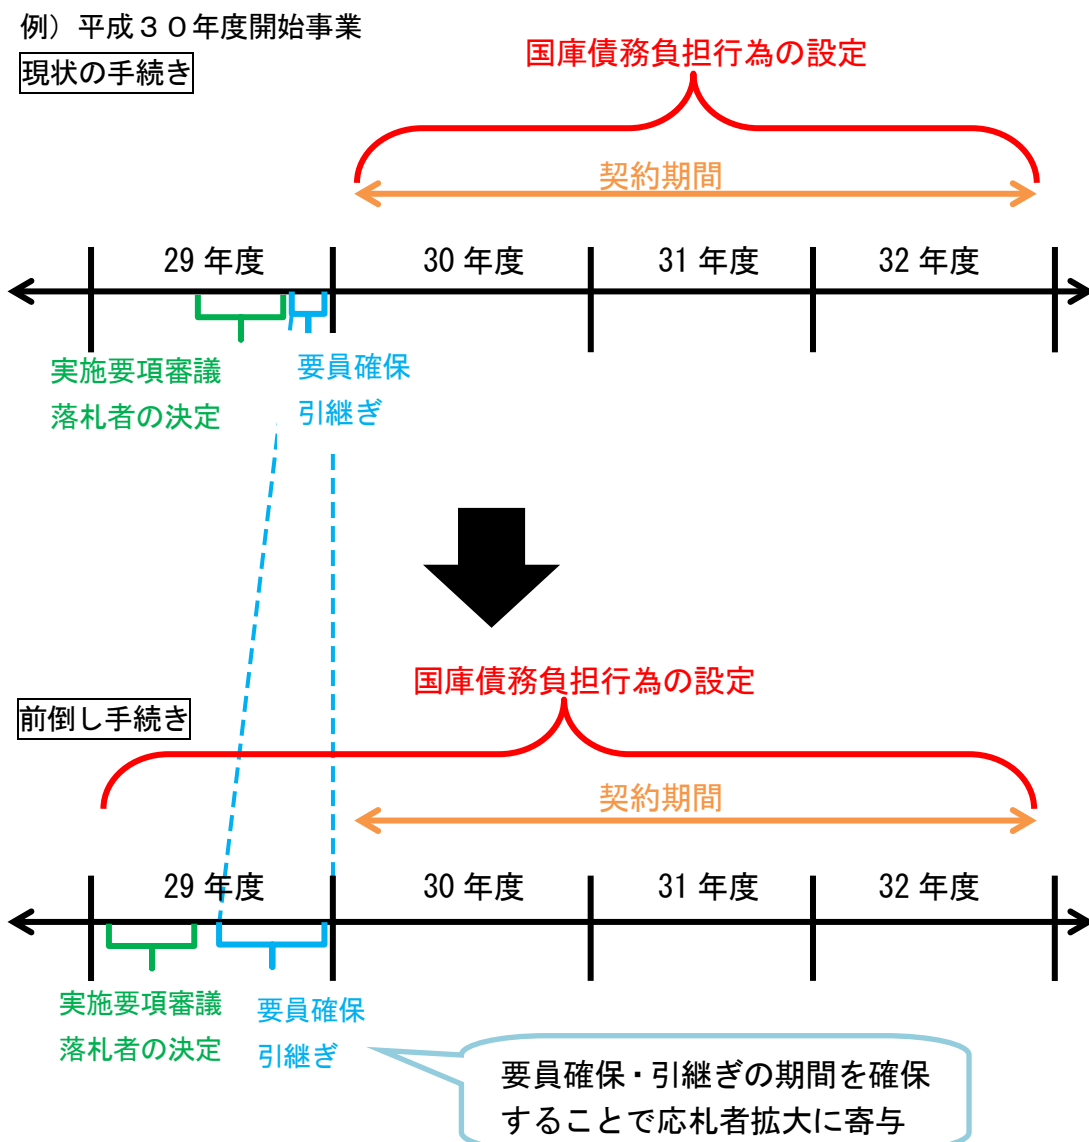 例）平成３０年度開始事業
現状の手続き
国庫債務負担行為の設定
契約期間
29 年度
30 年度
31 年度
32 年度
実施要項審議
落札者の決定
要員確保
引継ぎ
国庫債務負担行為の設定
前倒し手続き
契約期間
29 年度
30 年度
31 年度
32 年度
実施要項審議
落札者の決定
要員確保
引継ぎ
要員確保・引継ぎの期間を確保
することで応札者拡大に寄与